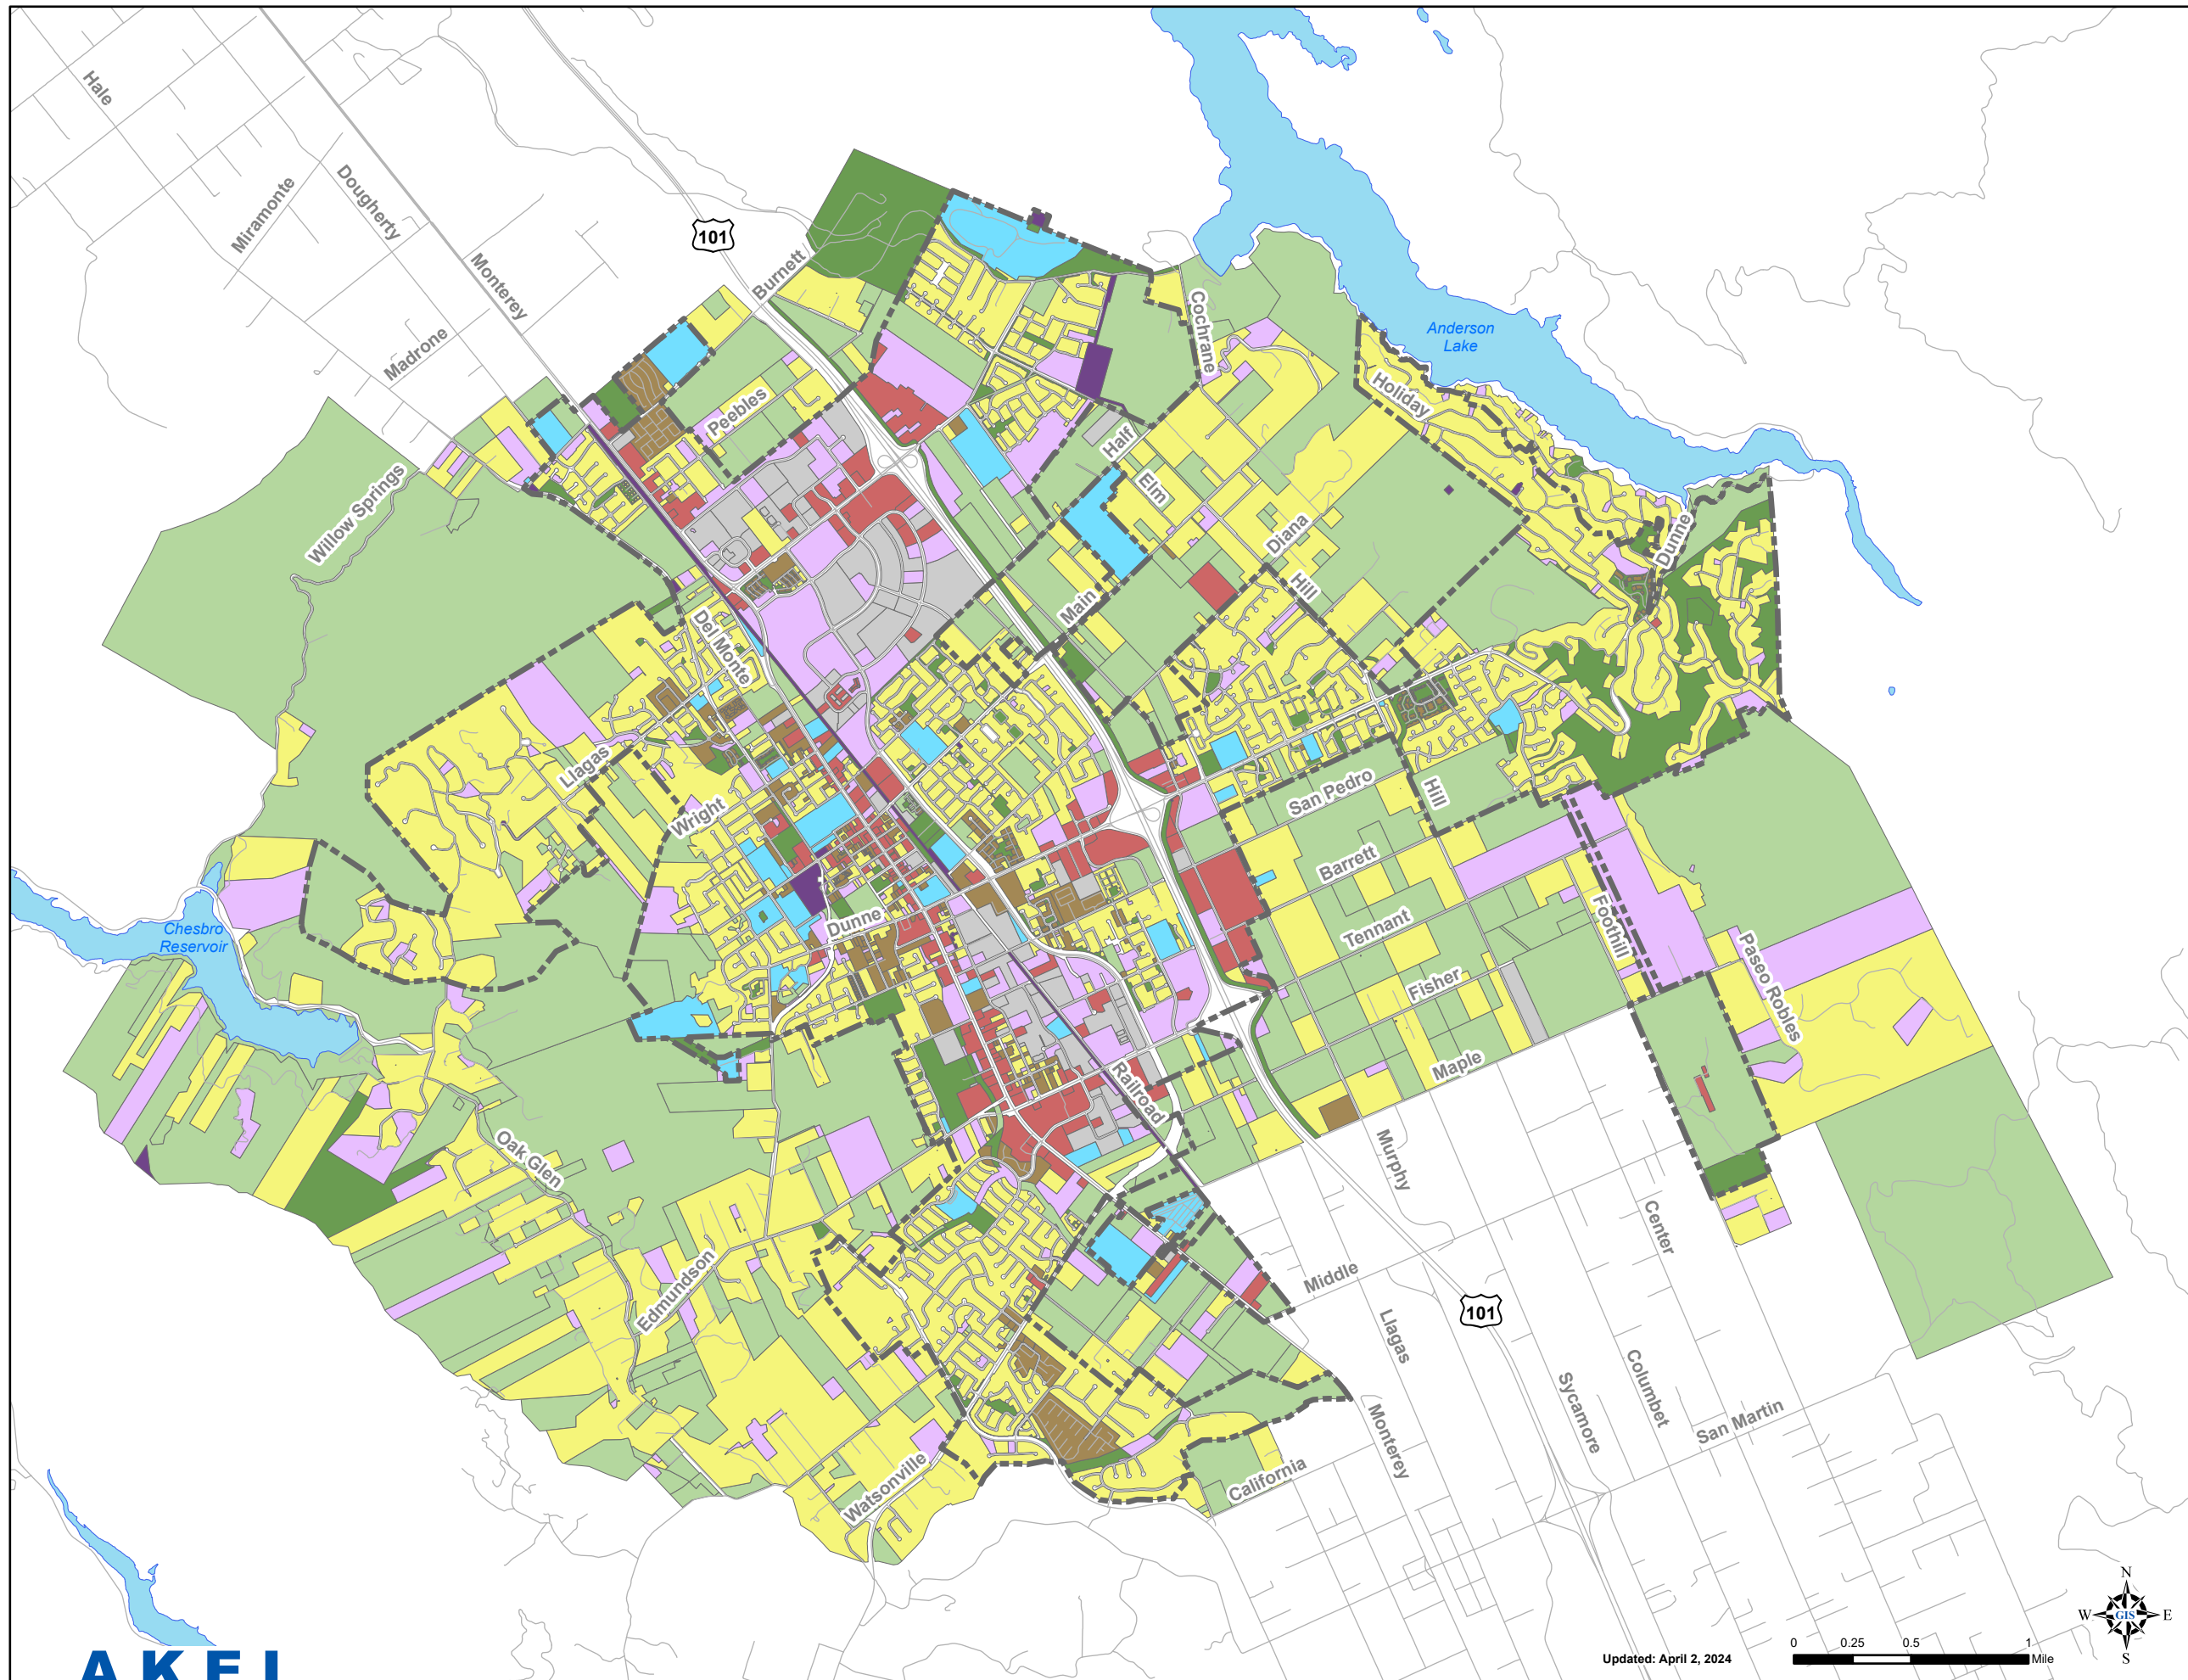 Hale
Miramonte
Dougherty
Monterey
Madrone
101
Burnett
Peebles
Cochrane
Anderson
Lake
Holiday
Half
Elm
Diana
Hill
Main
Dunne
Willow Springs
Del Monte
Llagas
Wright
San Pedro
Hill
Barrett
Tennant
Foothill
Fisher
Paseo Robles
Maple
Chesbro
Reservoir
Dunne
Railroad
Murphy
Oak Glen
Edmundson
Center
Middle
101
Llagas
Sycamore
Columbet
San Martin
Monterey
California
Watsonville
N
W
GIS
E
S
0
0.25
0.5
1
Mile
Updated: April 2, 2024
AKEL